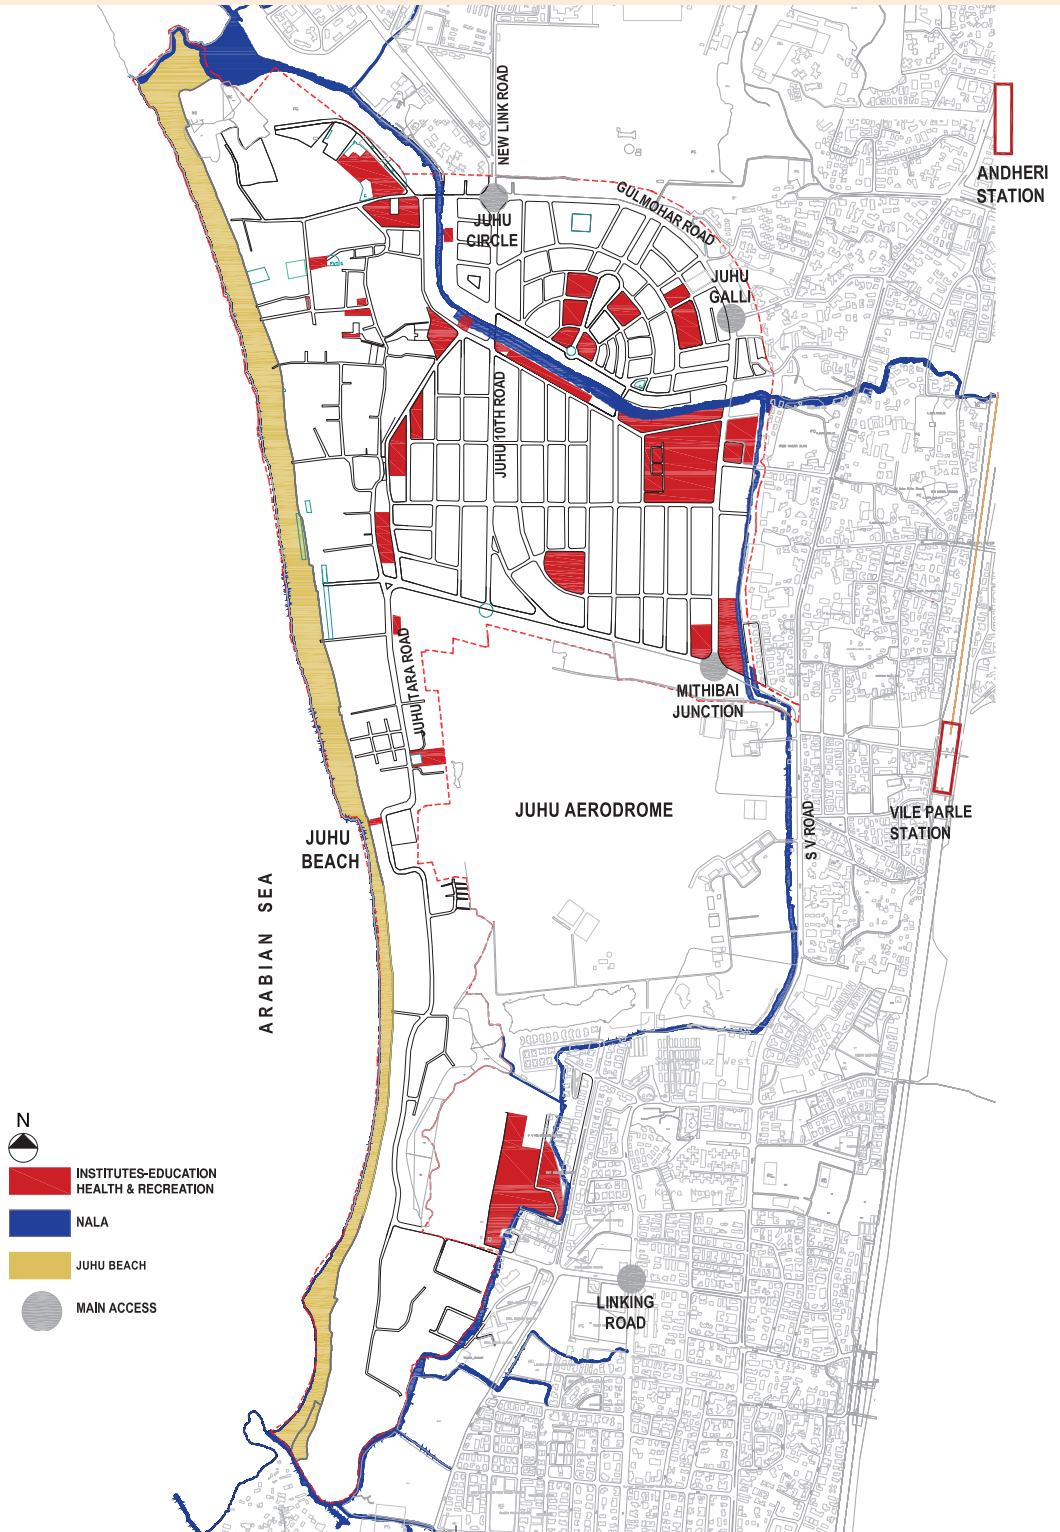 NEW LINK ROAD
ANDHERI
STATION
GULMOHAR ROAD
JUHU
CIRCLE
JUHU
GALLI
JUHU 10TH ROAD
JUHU TARA ROAD
MITHIBAI
JUNCTION
JUHU AERODROME
S V ROAD
VILE PARLE
STATION
JUHU
BEACH
ARABIAN SEA
N
INSTITUTES-EDUCATION
HEALTH & RECREATION
NALA
JUHU BEACH
MAIN ACCESS
LINKING
ROAD